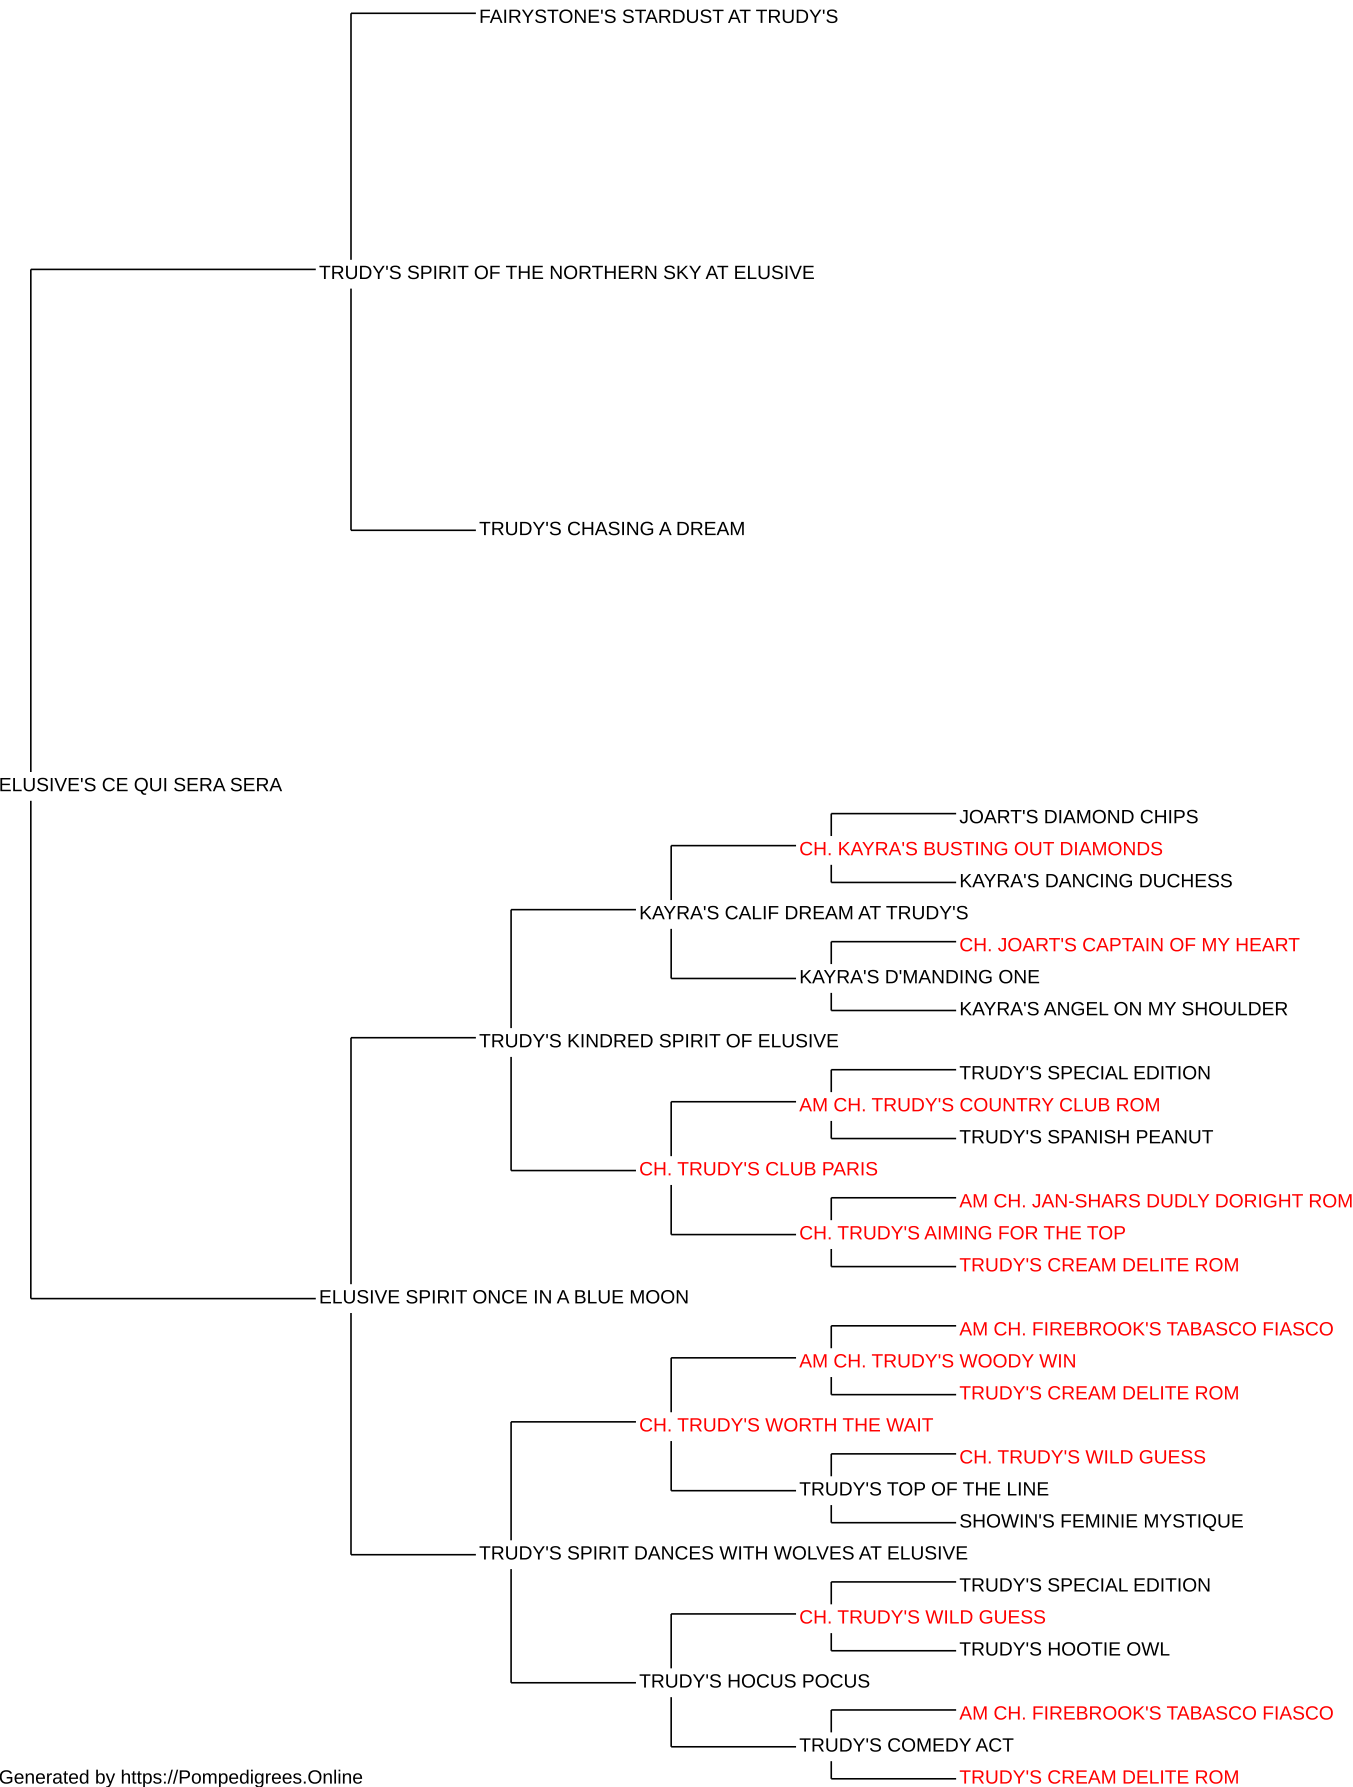 FAIRYSTONE'S STARDUST AT TRUDY'S
TRUDY'S SPIRIT OF THE NORTHERN SKY AT ELUSIVE
TRUDY'S CHASING A DREAM
ELUSIVE'S CE QUI SERA SERA
JOART'S DIAMOND CHIPS
CH. KAYRA'S BUSTING OUT DIAMONDS
KAYRA'S DANCING DUCHESS
KAYRA'S CALIF DREAM AT TRUDY'S
CH. JOART'S CAPTAIN OF MY HEART
KAYRA'S D'MANDING ONE
KAYRA'S ANGEL ON MY SHOULDER
TRUDY'S KINDRED SPIRIT OF ELUSIVE
TRUDY'S SPECIAL EDITION
AM CH. TRUDY'S COUNTRY CLUB ROM
TRUDY'S SPANISH PEANUT
CH. TRUDY'S CLUB PARIS
AM CH. JAN-SHARS DUDLY DORIGHT ROM
CH. TRUDY'S AIMING FOR THE TOP
TRUDY'S CREAM DELITE ROM
ELUSIVE SPIRIT ONCE IN A BLUE MOON
AM CH. FIREBROOK'S TABASCO FIASCO
AM CH. TRUDY'S WOODY WIN
TRUDY'S CREAM DELITE ROM
CH. TRUDY'S WORTH THE WAIT
CH. TRUDY'S WILD GUESS
TRUDY'S TOP OF THE LINE
SHOWIN'S FEMINIE MYSTIQUE
TRUDY'S SPIRIT DANCES WITH WOLVES AT ELUSIVE
TRUDY'S SPECIAL EDITION
CH. TRUDY'S WILD GUESS
TRUDY'S HOOTIE OWL
TRUDY'S HOCUS POCUS
AM CH. FIREBROOK'S TABASCO FIASCO
TRUDY'S COMEDY ACT
TRUDY'S CREAM DELITE ROM
Generated by https://Pompedigrees.Online